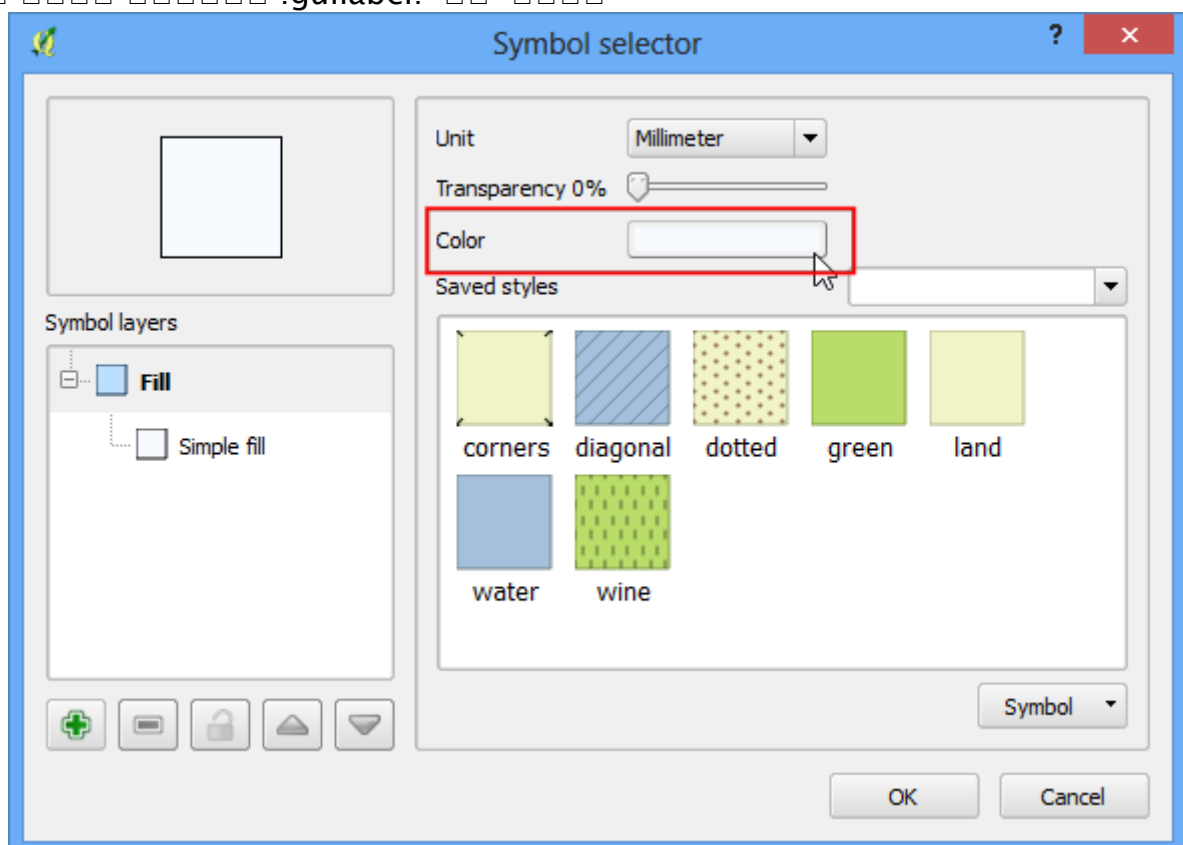 :guilabel:
Symbol selector
?
Unit
Millimeter
Transparency 0%
Color
Saved styles
Symbol layers
Fill
Simple fill
corners
diagonal
dotted
green
land
water
wine
Symbol
OK
Cancel